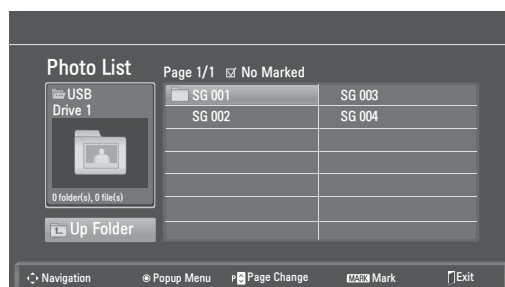 Photo List
Page 1/1 No Marked
USB
Drive 1
0 folder(s), 0 file(s)
Up Folder
SG 001 SG 003
SG 002 SG 004
Navigation Popup Menu P Page Change MARK Mark Exit